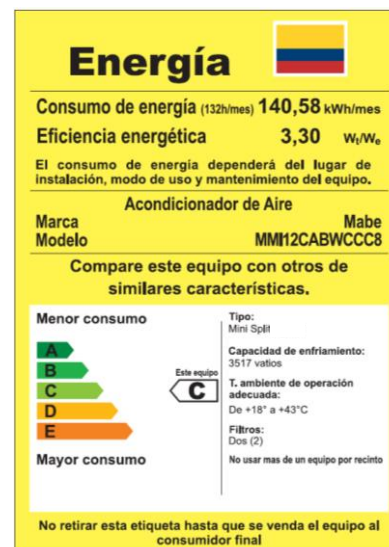 Energía
Consumo de energía (132h/mes) 140,58 kWh/mes
Eficiencia energética 3,30 Wt/We
El consumo de energía dependerá del lugar de
instalación, modo de uso y mantenimiento del equipo.
Acondicionador de Aire
Marca Mabe
Modelo MMI12CABWCCC8
Compare este equipo con otros de
similares características.
Menor consumo
A
B
C
D
E
Mayor consumo
Este equipo
C
Tipo:
Mini Split
Capacidad de enfriamiento:
3517 vatios
T. ambiente de operación
adecuada:
De +18° a +43°C
Filtros:
Dos (2)
No usar mas de un equipo por recinto
No retirar esta etiqueta hasta que se venda el equipo al
consumidor final